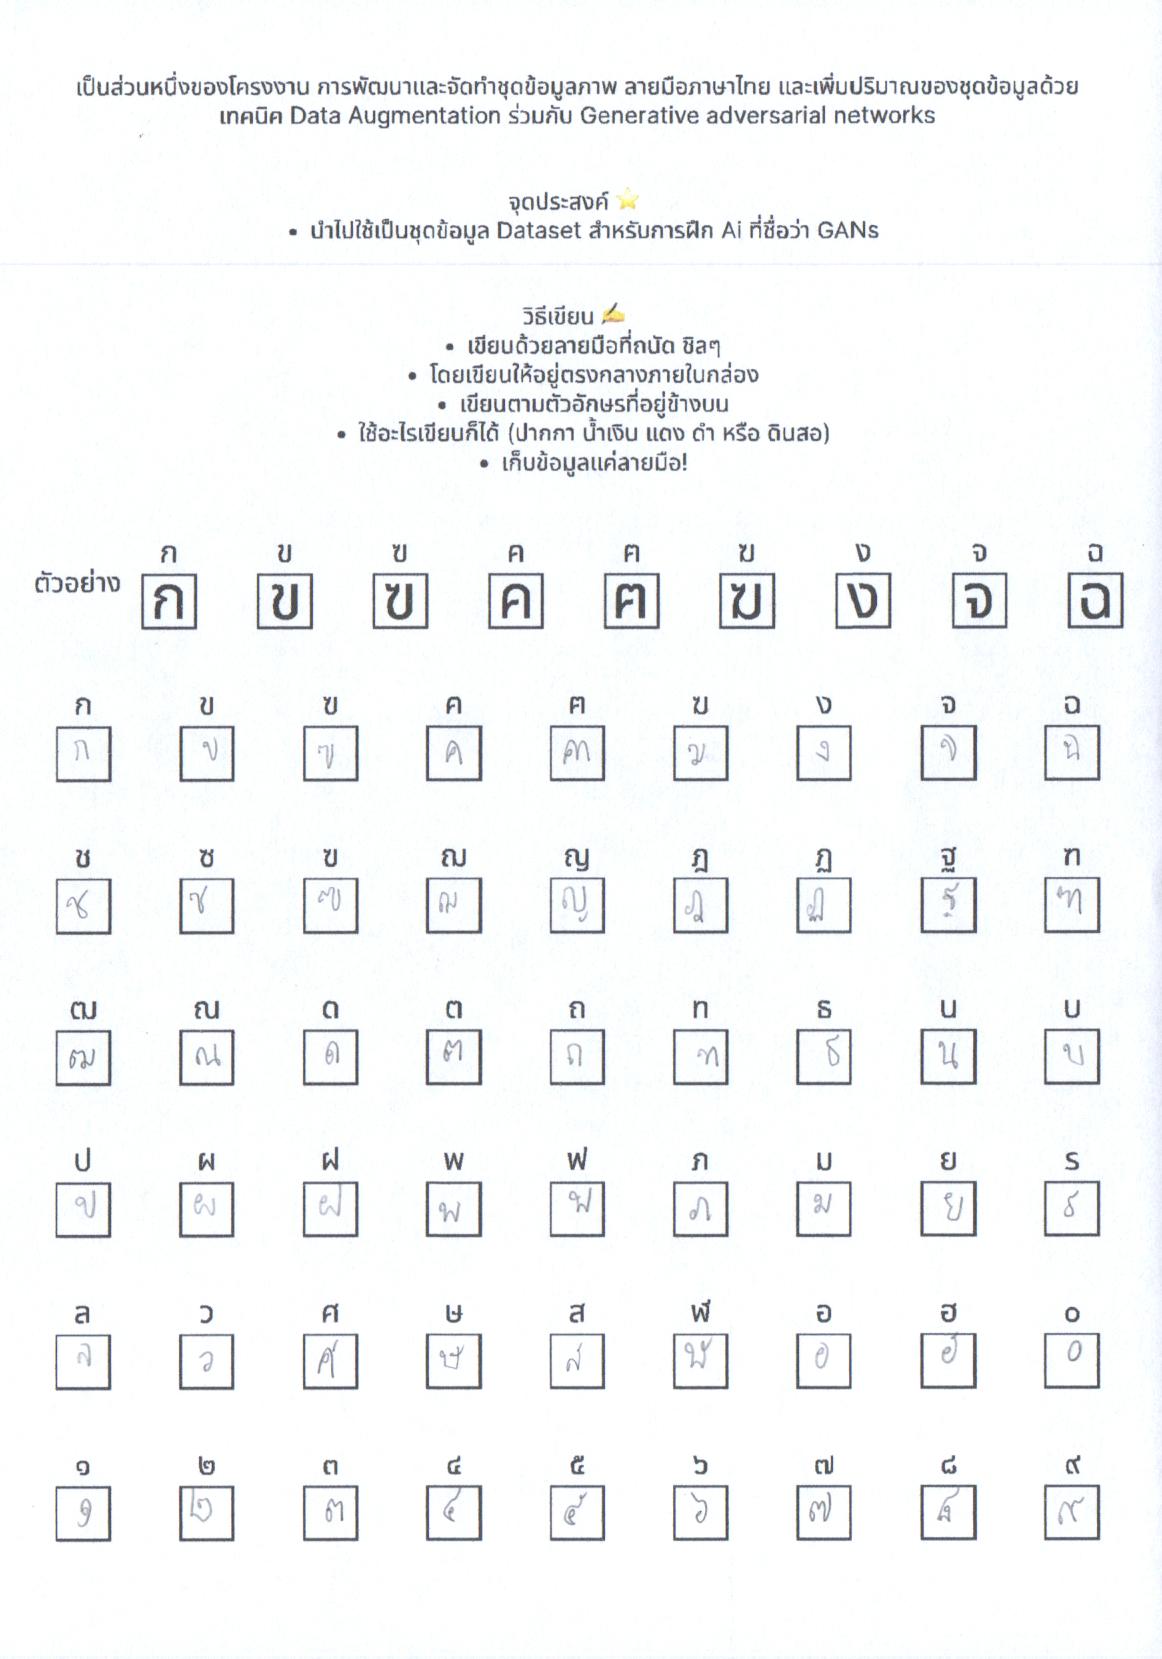 เป็นส่วนหนึ่งของโครงงาน การพัฒนาและจัดทำชุดข้อมูลภาพ ลายมือภาษาไทย และเพิ่มปริมาณของชุดข้อมูลด้วย
เทคนิค Data Augmentation ร่วมกับ Generative adversarial networks
จุดประสงค์ ⭐
• นำไปใช้เป็นชุดข้อมูล Dataset สำหรับการฝึก Ai ที่ชื่อว่า GANs
วิธีเขียน ✍
• เขียนด้วยลายมือที่ถนัด ชิลๆ
• โดยเขียนให้อยู่ตรงกลางภายในกล่อง
• เขียนตามตัวอักษรที่อยู่ข้างบน
• ใช้อะไรเขียนก็ได้ (ปากกา น้ำเงิน แดง ดำ หรือ ดินสอ)
• เก็บข้อมูลแค่ลายมือ!
ก ข ฃ ค ฅ ฆ ง จ ฉ
ตัวอย่าง ก ข ฃ ค ฅ ฆ ง จ ฉ
ก ข ฃ ค ฅ ฆ ง จ ฉ
ก ข ฃ ค ฅ ฆ ง จ ฉ
ช ซ ฃ ฌ ญ ฎ ฏ ฐ ฑ
ช ซ ฃ ฌ ญ ฎ ฏ ฐ ฑ
ฒ ณ ด ต ถ ท ธ น บ
ฒ ณ ด ต ถ ท ธ น บ
ป ผ ฝ พ ฟ ภ ม ย ร
ป ผ ฝ พ ฟ ภ ม ย ร
ล ว ศ ษ ส ฬ อ ฮ ๐
ล ว ศ ษ ส ฬ อ ฮ ๐
๑ ๒ ๓ ๔ ๕ ๖ ๗ ๘ ๙
๑ ๒ ๓ ๔ ๕ ๖ ๗ ๘ ๙